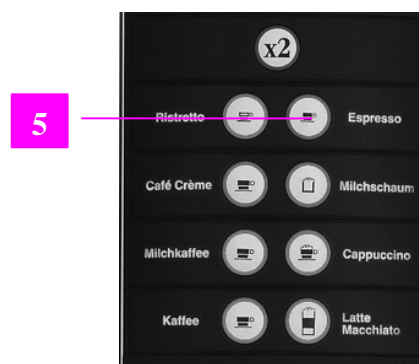 x2
5
Ristretto
Espresso
Café Crème
Milchschaum
Milchkaffee
Cappuccino
Kaffee
Latte
Macchiato